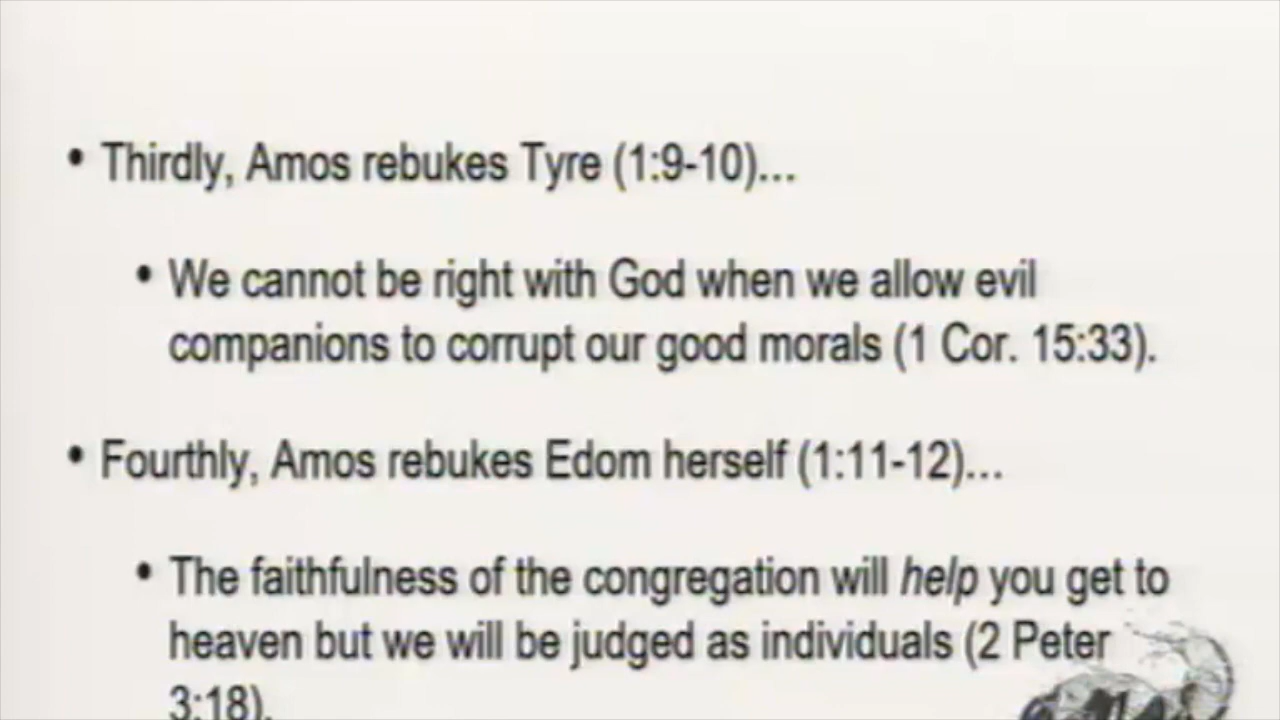 • Thirdly, Amos rebukes Tyre (1:9-10)...
• We cannot be right with God when we allow evil
companions to corrupt our good morals (1 Cor. 15:33).
• Fourthly, Amos rebukes Edom herself (1:11-12)...
• The faithfulness of the congregation will help you get to
heaven but we will be judged as individuals (2 Peter
3:18).